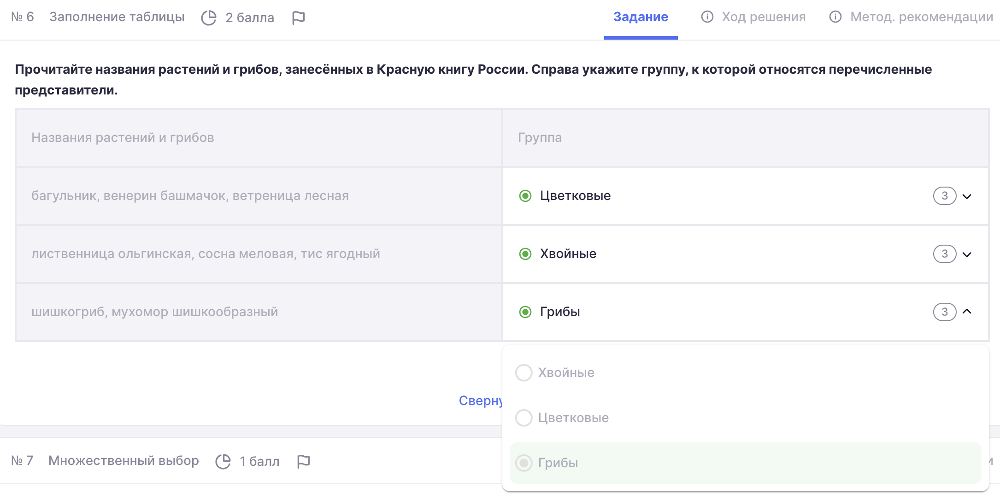 № 6 Заполнение таблицы 2 балла Задание Ход решения Метод. рекомендации
Прочитайте названия растений и грибов, занесённых в Красную книгу России. Справа укажите группу, к которой относятся перечисленные
представители.
Названия растений и грибов Группа
багульник, венерин башмачок, ветреница лесная Цветковые 3
лиственница ольгинская, сосна меловая, тис ягодный Хвойные 3
шишкогриб, мухомор шишкообразный Грибы 3
Хвойные
Сверну
Цветковые
Грибы
№ 7 Множественный выбор 1 балл